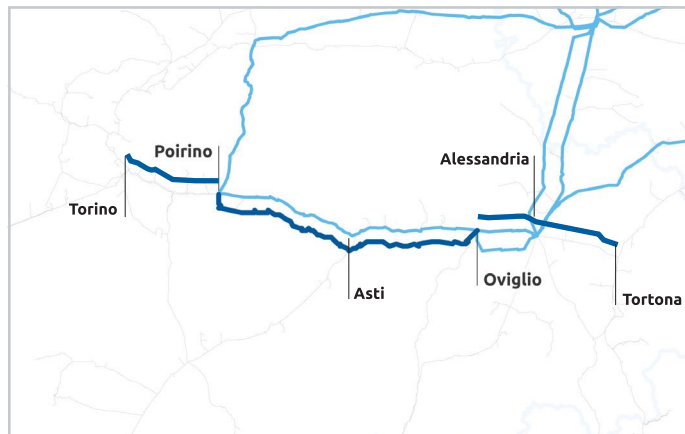 Poirino
Alessandria
Torino
Oviglio
Asti
Tortona